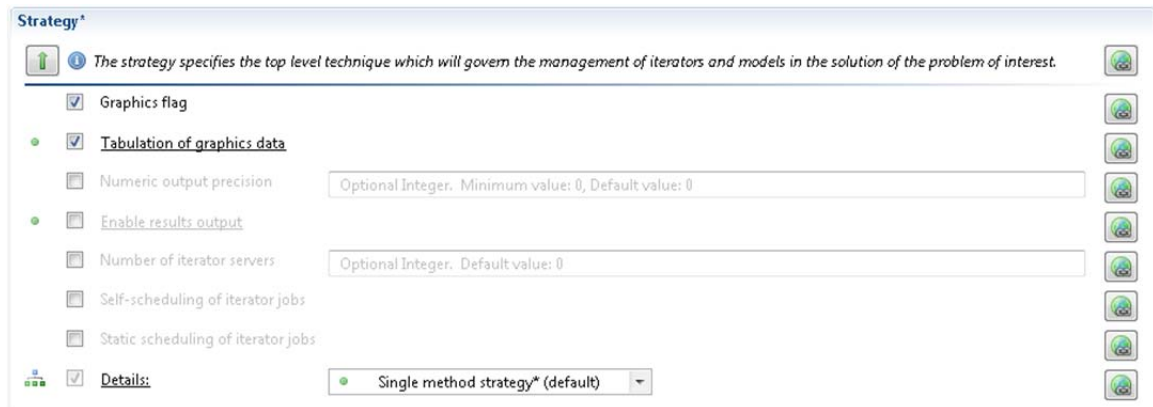 Strategy*
The strategy specifies the top level technique which will govern the management of iterators and models in the solution of the problem of interest.
Graphics flag
Tabulation of graphics data
Numeric output precision Optional Integer. Minimum value: 0, Default value: 0
Enable results output
Number of iterator servers Optional Integer. Default value: 0
Self-scheduling of iterator jobs
Static scheduling of iterator jobs
Details: Single method strategy* (default)